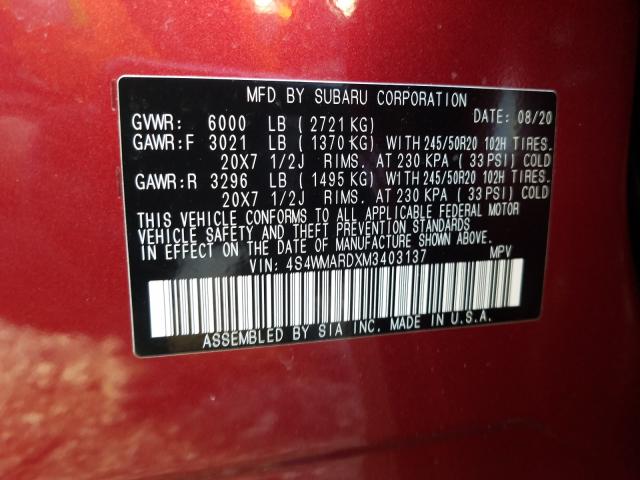 MFD BY SUBARU CORPORATION
DATE: 08/20
GVWR: 6000 LB (2721 KG)
GAWR:F 3021 LB (1370 KG) WITH 245/50R20 102H TIRES.
20X7 1/2J RIMS. AT 230 KPA (33 PSI) COLD
GAWR:R 3296 LB (1495 KG) WITH 245/50R20 102H TIRES.
20X7 1/2J RIMS. AT 230 KPA (33 PSI) COLD
THIS VEHICLE CONFORMS TO ALL APPLICABLE FEDERAL MOTOR
VEHICLE SAFETY AND THEFT PREVENTION STANDARDS
IN EFFECT ON THE DATE OF MANUFACTURE SHOWN ABOVE.
VIN: 4S4WMARDXM3403137 MPV
ASSEMBLED BY SIA INC. MADE IN U.S.A.